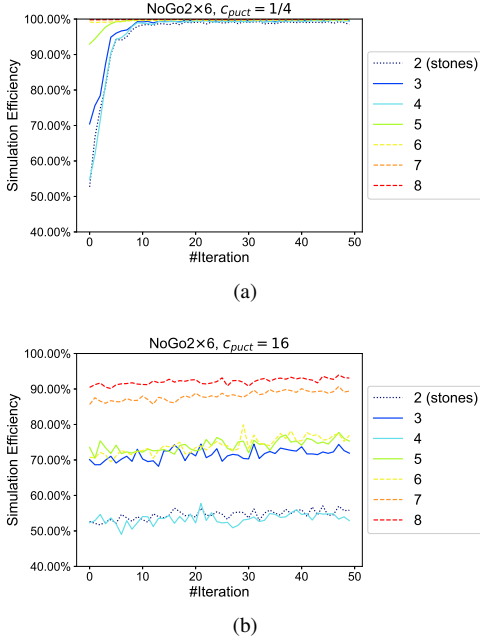 NoGo2×6, c_puct = 1/4
100.00%
90.00%
80.00%
70.00%
60.00%
50.00%
40.00%
Simulation Efficiency
0 10 20 30 40 50
#Iteration
2 (stones)
3
4
5
6
7
8
(a)
NoGo2×6, c_puct = 16
100.00%
90.00%
80.00%
70.00%
60.00%
50.00%
40.00%
Simulation Efficiency
0 10 20 30 40 50
#Iteration
2 (stones)
3
4
5
6
7
8
(b)